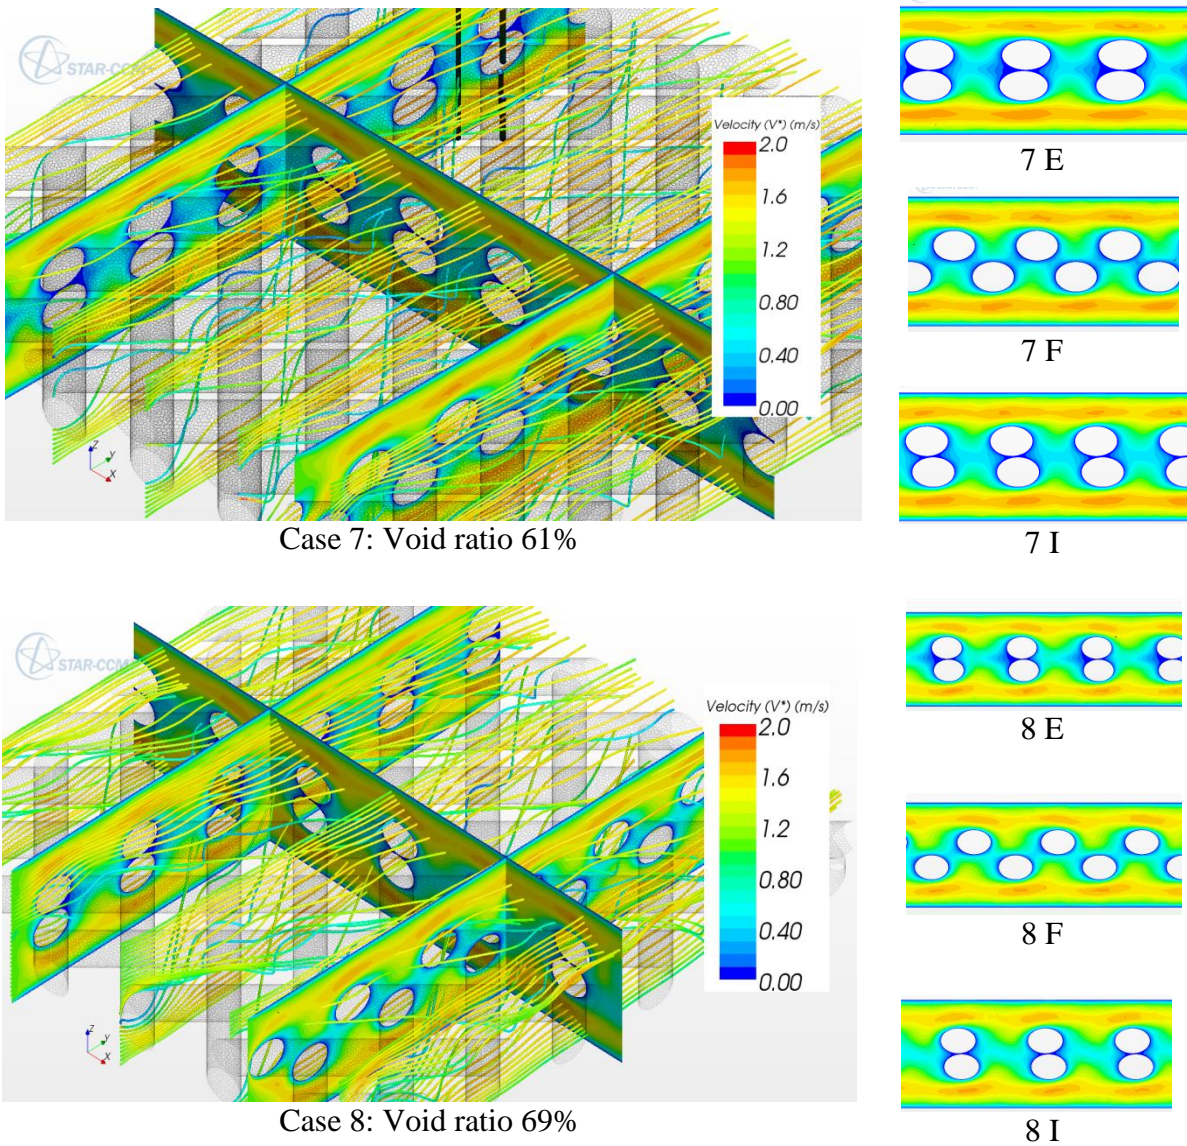 STAR-CCM
Velocity (V*) (m/s)
2.0
1.6
1.2
0.80
0.40
0.00
z
y
x
Case 7: Void ratio 61%
7 E
7 F
7 I
STAR-CCM
Velocity (V*) (m/s)
2.0
1.6
1.2
0.80
0.40
0.00
z
y
x
Case 8: Void ratio 69%
8 E
8 F
8 I